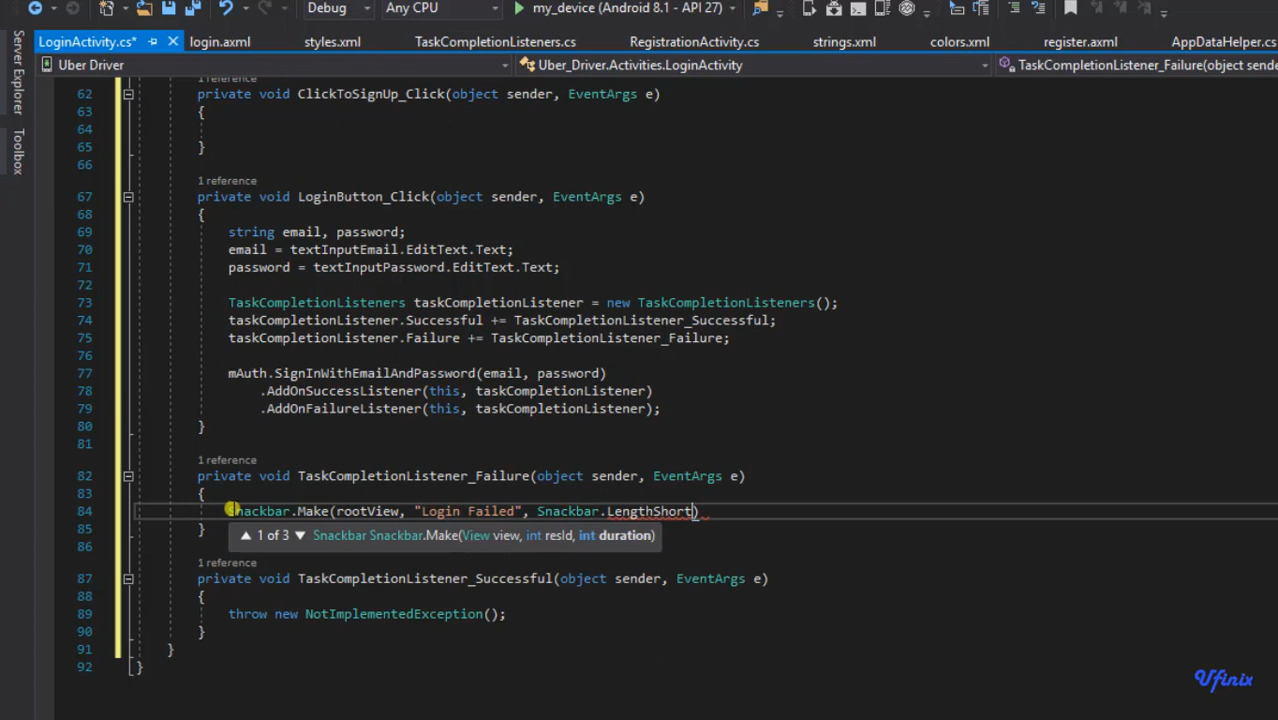 Debug Any CPU my_device (Android 8.1 - API 27)
LoginActivity.cs* login.axml styles.xml TaskCompletionListeners.cs RegistrationActivity.cs strings.xml colors.xml register.axml AppDataHelper.cs
Uber Driver Uber_Driver.Activities.LoginActivity TaskCompletionListener_Failure(object sende
Server Explorer
Toolbox
1 reference
62 private void ClickToSignUp_Click(object sender, EventArgs e)
63 {
64
65 }
66
1 reference
67 private void LoginButton_Click(object sender, EventArgs e)
68 {
69 string email, password;
70 email = textInputEmail.EditText.Text;
71 password = textInputPassword.EditText.Text;
72
73 TaskCompletionListeners taskCompletionListener = new TaskCompletionListeners();
74 taskCompletionListener.Successful += TaskCompletionListener_Successful;
75 taskCompletionListener.Failure += TaskCompletionListener_Failure;
76
77 mAuth.SignInWithEmailAndPassword(email, password)
78 .AddOnSuccessListener(this, taskCompletionListener)
79 .AddOnFailureListener(this, taskCompletionListener);
80 }
81
1 reference
82 private void TaskCompletionListener_Failure(object sender, EventArgs e)
83 {
84 Snackbar.Make(rootView, "Login Failed", Snackbar.LengthShort)
85 }
▲ 1 of 3 ▼ Snackbar Snackbar.Make(View view, int resId, int duration)
86
1 reference
87 private void TaskCompletionListener_Successful(object sender, EventArgs e)
88 {
89 throw new NotImplementedException();
90 }
91 }
92 }
Ufinix